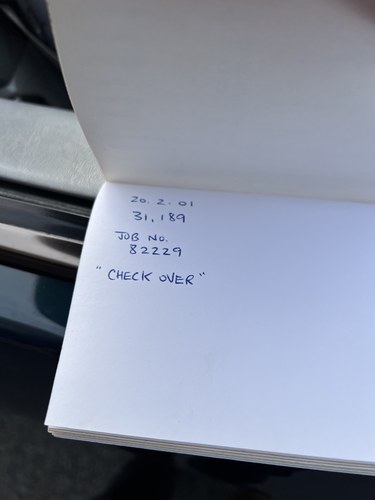 20. 2. 01
31,189
JOB NO.
82229
"CHECK OVER"